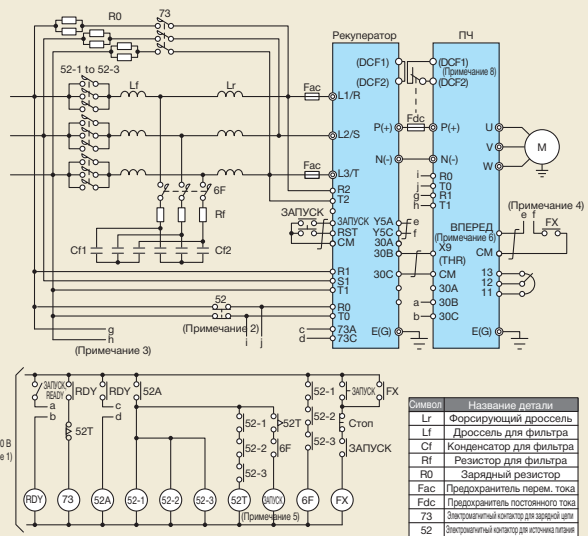 R0
73
Рекуператор
ПЧ
52-1 to 52-3
Lf
Lr
Fac
L1/R
L2/S
Fac
L3/T
R2
T2
6F
Rf
Cf1
Cf2
ЗАПУСК
ЗАПУСК
RST
CM
Y5A
Y5C
30A
30B
30C
e
f
R1
S1
T1
52
R0
T0
(Примечание 2)
i
j
g
h
(Примечание 3)
c
d
73A
73C
E(G)
(DCF1)
(DCF2)
(DCF1)
(Примечание 8)
(DCF2)
P(+)
Fdc
P(+)
N(-)
N(-)
i
j
g
h
R0
T0
R1
T1
U
V
W
M
(Примечание 4)
e
f
FX
ВПЕРЕД
(Примечание 6)
X9
(THR)
CM
CM
30A
30B
30C
a
b
13
12
11
E(G)
0 В
е 1)
ЗАПУСК
READY
RDY
RDY
52A
a
b
52T
c
d
52-1
52-2
52-3
52T
6F
52-1
52-2
52-3
ЗАПУСК
FX
Стоп
ЗАПУСК
RDY
73
52A
52-1
52-2
52-3
52T
ЗАПУСК
6F
FX
(Примечание 5)
Символ Название детали
Lr Форсирующий дроссель
Lf Дроссель для фильтра
Cf Конденсатор для фильтра
Rf Резистор для фильтра
R0 Зарядный резистор
Fac Предохранитель перем. тока
Fdc Предохранитель постоянного тока
73 Электромагнитный контактор для зарядной цепи
52 Электромагнитный контактор для источника питания